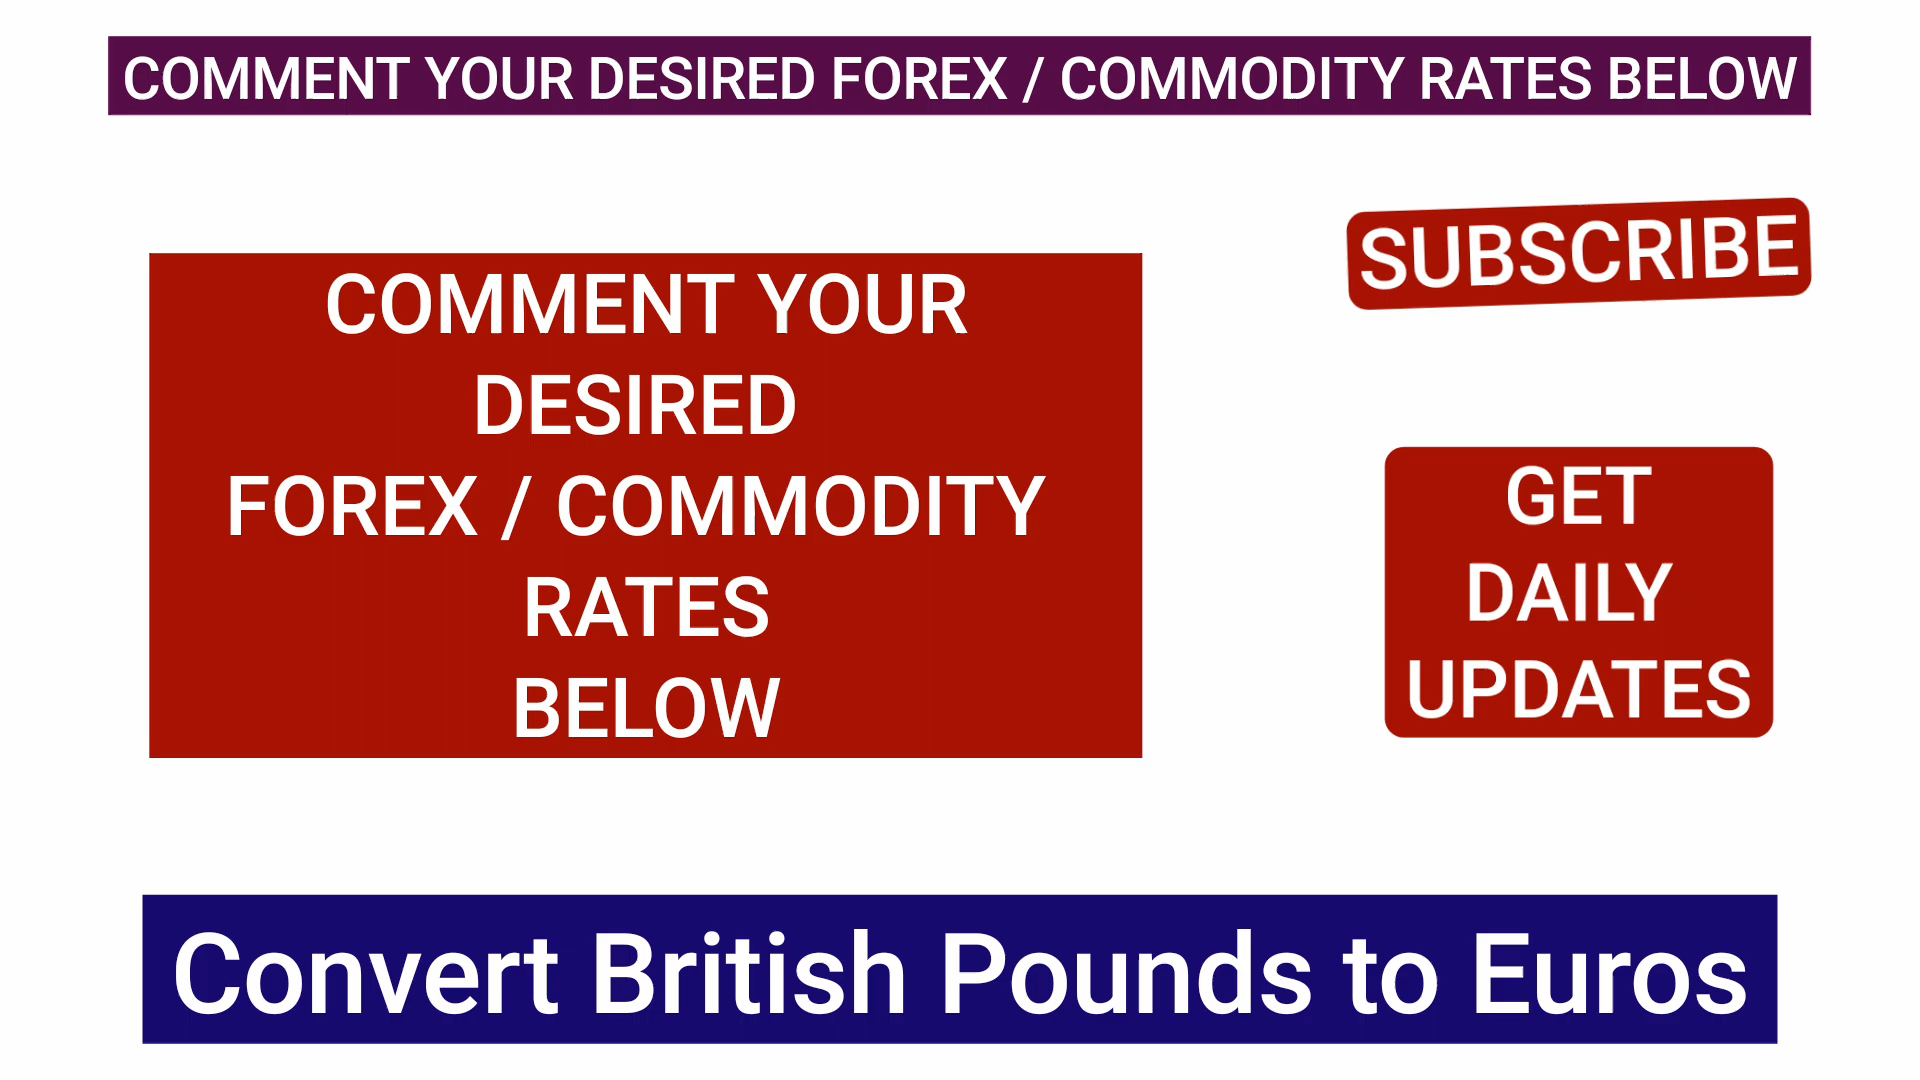 COMMENT YOUR DESIRED FOREX / COMMODITY RATES BELOW
COMMENT YOUR
DESIRED
FOREX / COMMODITY
RATES
BELOW
SUBSCRIBE
GET
DAILY
UPDATES
Convert British Pounds to Euros